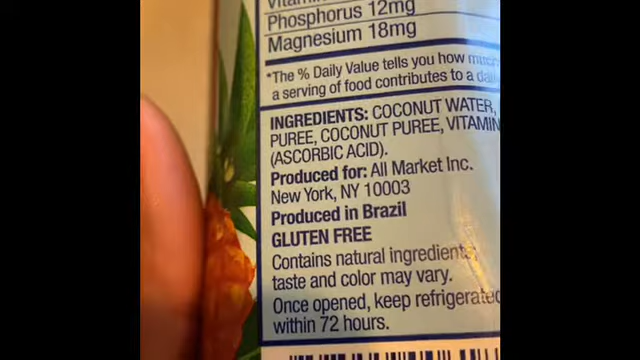 Vitamin
Phosphorus 12mg
Magnesium 18mg
*The % Daily Value tells you how much
a serving of food contributes to a
INGREDIENTS: COCONUT WATER,
PUREE, COCONUT PUREE, VITAMIN
(ASCORBIC ACID).
Produced for: All Market Inc.
New York, NY 10003
Produced in Brazil
GLUTEN FREE
Contains natural ingredients,
taste and color may vary.
Once opened, keep refrigerated
within 72 hours.